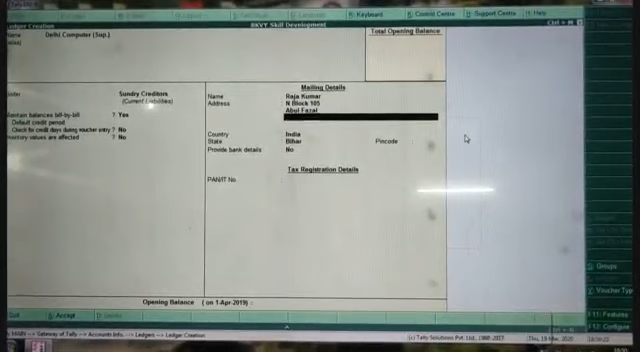 K: Keyboard
Control Centre
Support Centre
H: Help
Ledger Creation
BKVY Skill Development
Ctrl + M
Name Delhi Computer (Sup.)
Total Opening Balance
Under Sundry Creditors
(Current Liabilities)
Maintain balances bill-by-bill ? Yes
Default credit period
Check for credit days during voucher entry ? No
Inventory values are affected ? No
Mailing Details
Name Raja Kumar
Address N Block 105
Abul Fazal
Country India
State Bihar Pincode
Provide bank details No
Tax Registration Details
PAN/IT No.
Opening Balance ( on 1-Apr-2019) :
G: Groups
V: Voucher Typ
F11: Features
F12: Configure
A: Accept
MAIN --> Gateway of Tally --> Accounts Info. --> Ledgers --> Ledger Creation
(c) Tally Solutions Pvt. Ltd.,